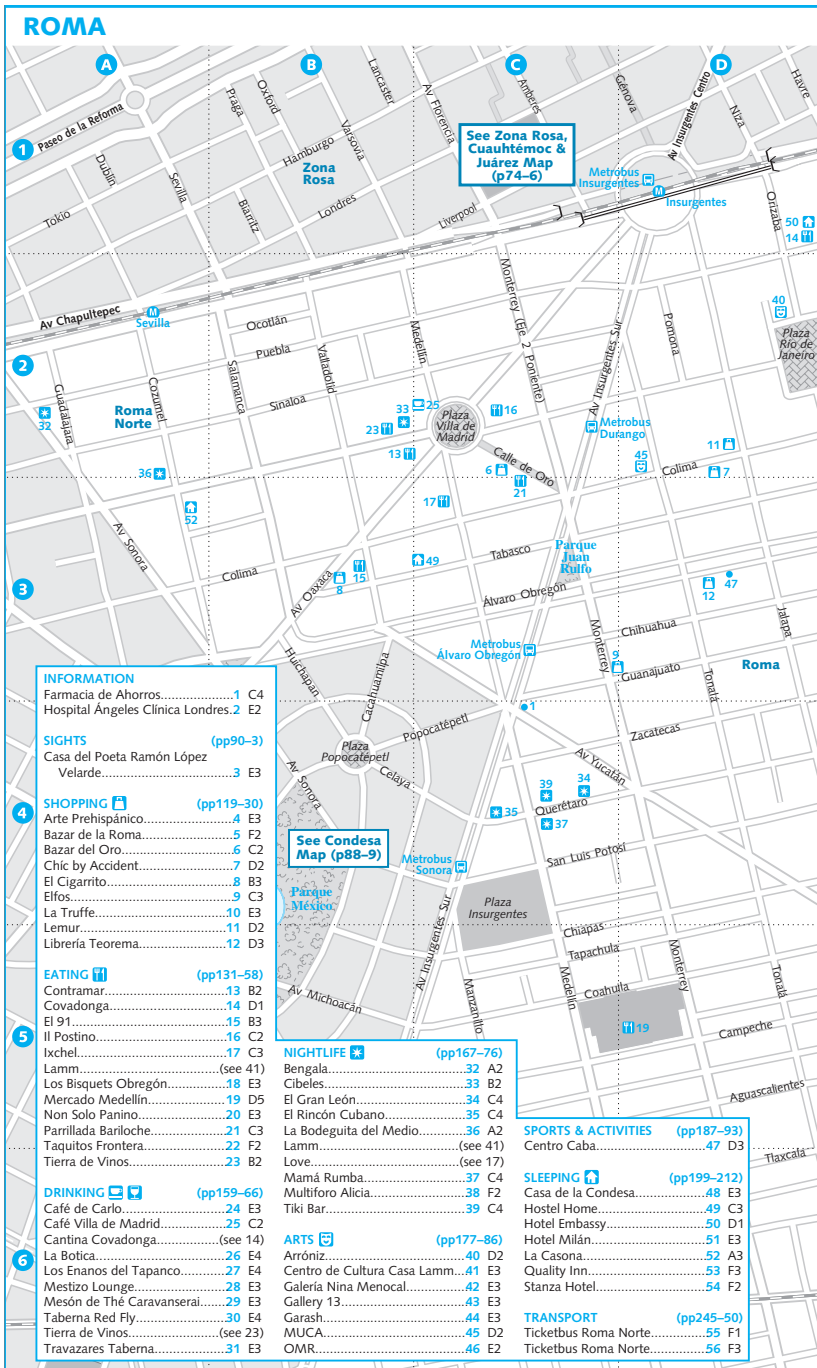 ROMA
A
B
C
D
Paseo de la Reforma
Praga
Oxford
Lancaster
Av Florencia
Amberes
Génova
Av Insurgentes Centro
Niza
Havre
1
Dublín
Sevilla
Hamburgo
Varsovia
Zona
Rosa
See Zona Rosa,
Cuauhtémoc &
Juárez Map
(p74–6)
Metrobus
Insurgentes
M
Insurgentes
Tokio
Biarritz
Londres
Liverpool
Orizaba
50
14
Av Chapultepec
M
Sevilla
Ocotlán
Puebla
Medellín
Monterrey (Eje 2 Poniente)
Av Insurgentes Sur
Pomona
40
Plaza
Río de
Janeiro
2
Guadalajara
Cozumel
Salamanca
Valladolid
Sinaloa
Roma
Norte
32
33
25
23
13
Plaza
Villa de
Madrid
16
Metrobus
Durango
36
6
Calle de Oro
21
45
Colima
11
7
52
17
Av Sonora
Tabasco
Parque
Juan
Rulfo
3
Colima
Av Oaxaca
15
8
49
Álvaro Obregón
12
47
Jalapa
Huichapan
Cacahuamilpa
Metrobus
Álvaro Obregón
Monterrey
Chihuahua
9
Guanajuato
Tonalá
Roma
1
Popocatépetl
Zacatecas
Plaza
Popocatépetl
Av Sonora
Celaya
Av Yucatán
4
39
34
35
Querétaro
37
San Luis Potosí
See Condesa
Map (p88–9)
Metrobus
Sonora
Parque
México
Av Insurgentes Sur
Plaza
Insurgentes
Chiapas
Tapachula
Av Michoacán
Manzanillo
Medellín
Coahuila
Monterrey
Tonalá
5
19
Campeche
Aguascalientes
Tlaxcala
6
INFORMATION
Farmacia de Ahorros..................1 C4
Hospital Ángeles Clínica Londres.2 E2
SIGHTS (pp90–3)
Casa del Poeta Ramón López
Velarde..............................3 E3
SHOPPING (pp119–30)
Arte Prehispánico......................4 E3
Bazar de la Roma......................5 F2
Bazar del Oro...........................6 C2
Chíc by Accident.......................7 D2
El Cigarrito...............................8 B3
Elfos........................................9 C3
La Truffe.................................10 E3
Lemur.....................................11 D2
Librería Teorema......................12 D3
EATING (pp131–58)
Contramar..............................13 B2
Covadonga..............................14 D1
El 91......................................15 B3
Il Postino................................16 C2
Ixchel.....................................17 C3
Lamm................................(see 41)
Los Bisquets Obregón...............18 E3
Mercado Medellín....................19 D5
Non Solo Panino......................20 E3
Parrillada Bariloche...................21 C3
Taquitos Frontera.....................22 F2
Tierra de Vinos........................23 B2
DRINKING (pp159–66)
Café de Carlo..........................24 E3
Café Villa de Madrid.................25 C2
Cantina Covadonga.............(see 14)
La Botica.................................26 E4
Los Enanos del Tapanco............27 E4
Mestizo Lounge.......................28 E3
Mesón de Thé Caravanserai......29 E3
Taberna Red Fly.......................30 E4
Tierra de Vinos....................(see 23)
Travazares Taberna...................31 E3
NIGHTLIFE (pp167–76)
Bengala..................................32 A2
Cibeles...................................33 B2
El Gran León...........................34 C4
El Rincón Cubano.....................35 C4
La Bodeguita del Medio............36 A2
Lamm................................(see 41)
Love..................................(see 17)
Mamá Rumba.........................37 C4
Multiforo Alicia........................38 F2
Tiki Bar...................................39 C4
ARTS (pp177–86)
Arróniz...................................40 D2
Centro de Cultura Casa Lamm...41 E3
Galería Nina Menocal...............42 E3
Gallery 13...............................43 E3
Garash....................................44 E3
MUCA....................................45 D2
OMR......................................46 E2
SPORTS & ACTIVITIES (pp187–93)
Centro Caba............................47 D3
SLEEPING (pp199–212)
Casa de la Condesa..................48 E3
Hostel Home...........................49 C3
Hotel Embassy.........................50 D1
Hotel Milán.............................51 E3
La Casona...............................52 A3
Quality Inn..............................53 F3
Stanza Hotel............................54 F2
TRANSPORT (pp245–50)
Ticketbus Roma Norte..............55 F1
Ticketbus Roma Norte..............56 F3